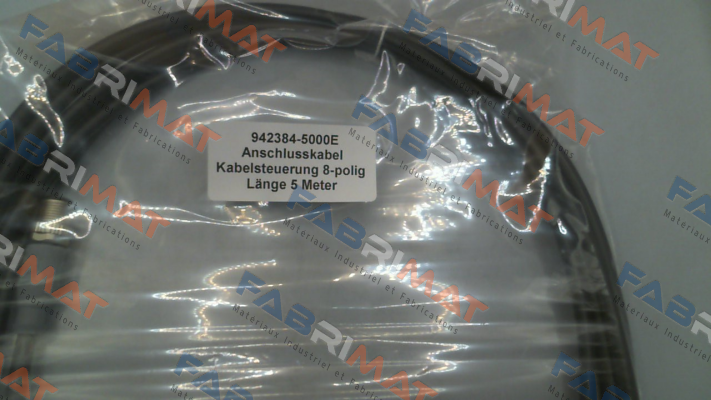 942384-5000E
Anschlusskabel
Kabelsteuerung 8-polig
Länge 5 Meter
FABRIMAT
Materiaux Industriel et Fabrications